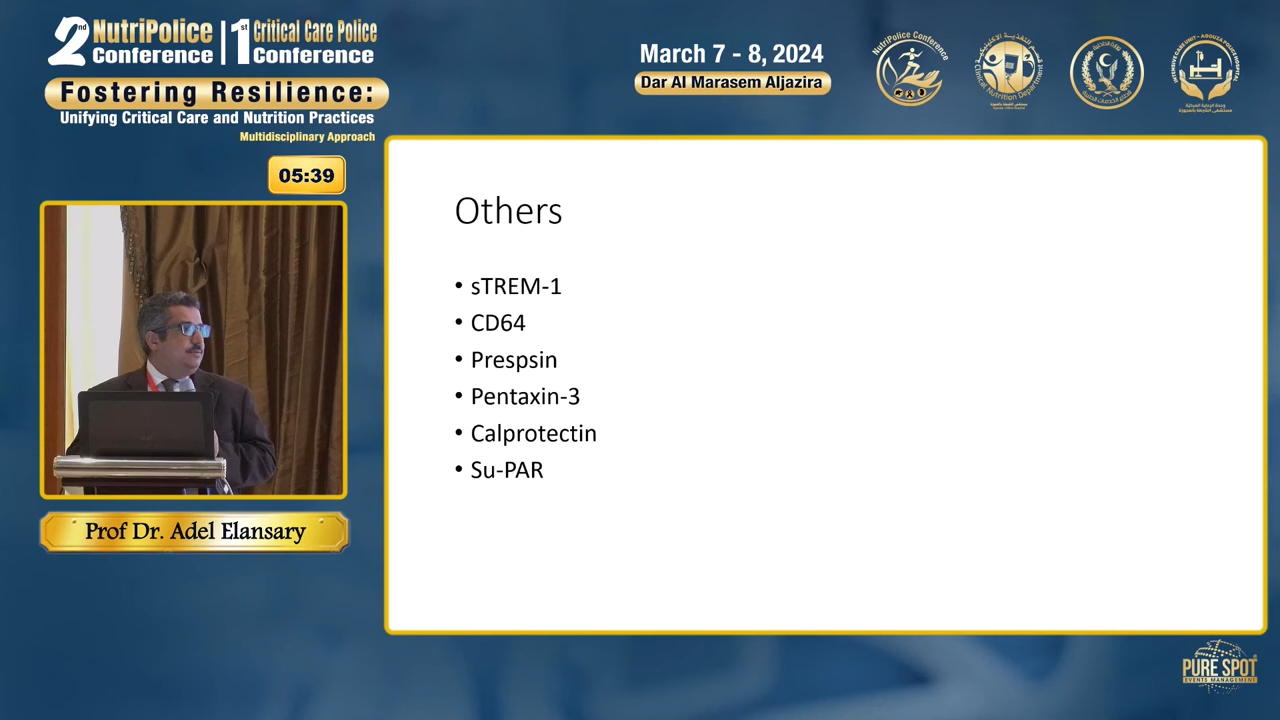 2nd NutriPolice Conference | 1st Critical Care Police Conference
Fostering Resilience:
Unifying Critical Care and Nutrition Practices
Multidisciplinary Approach
March 7 - 8, 2024
Dar Al Marasem Aljazira
NutriPolice Conference
05:39
Others
• sTREM-1
• CD64
• Prespsin
• Pentaxin-3
• Calprotectin
• Su-PAR
Prof Dr. Adel Elansary
PURE SPOT
EVENTS MANAGEMENT